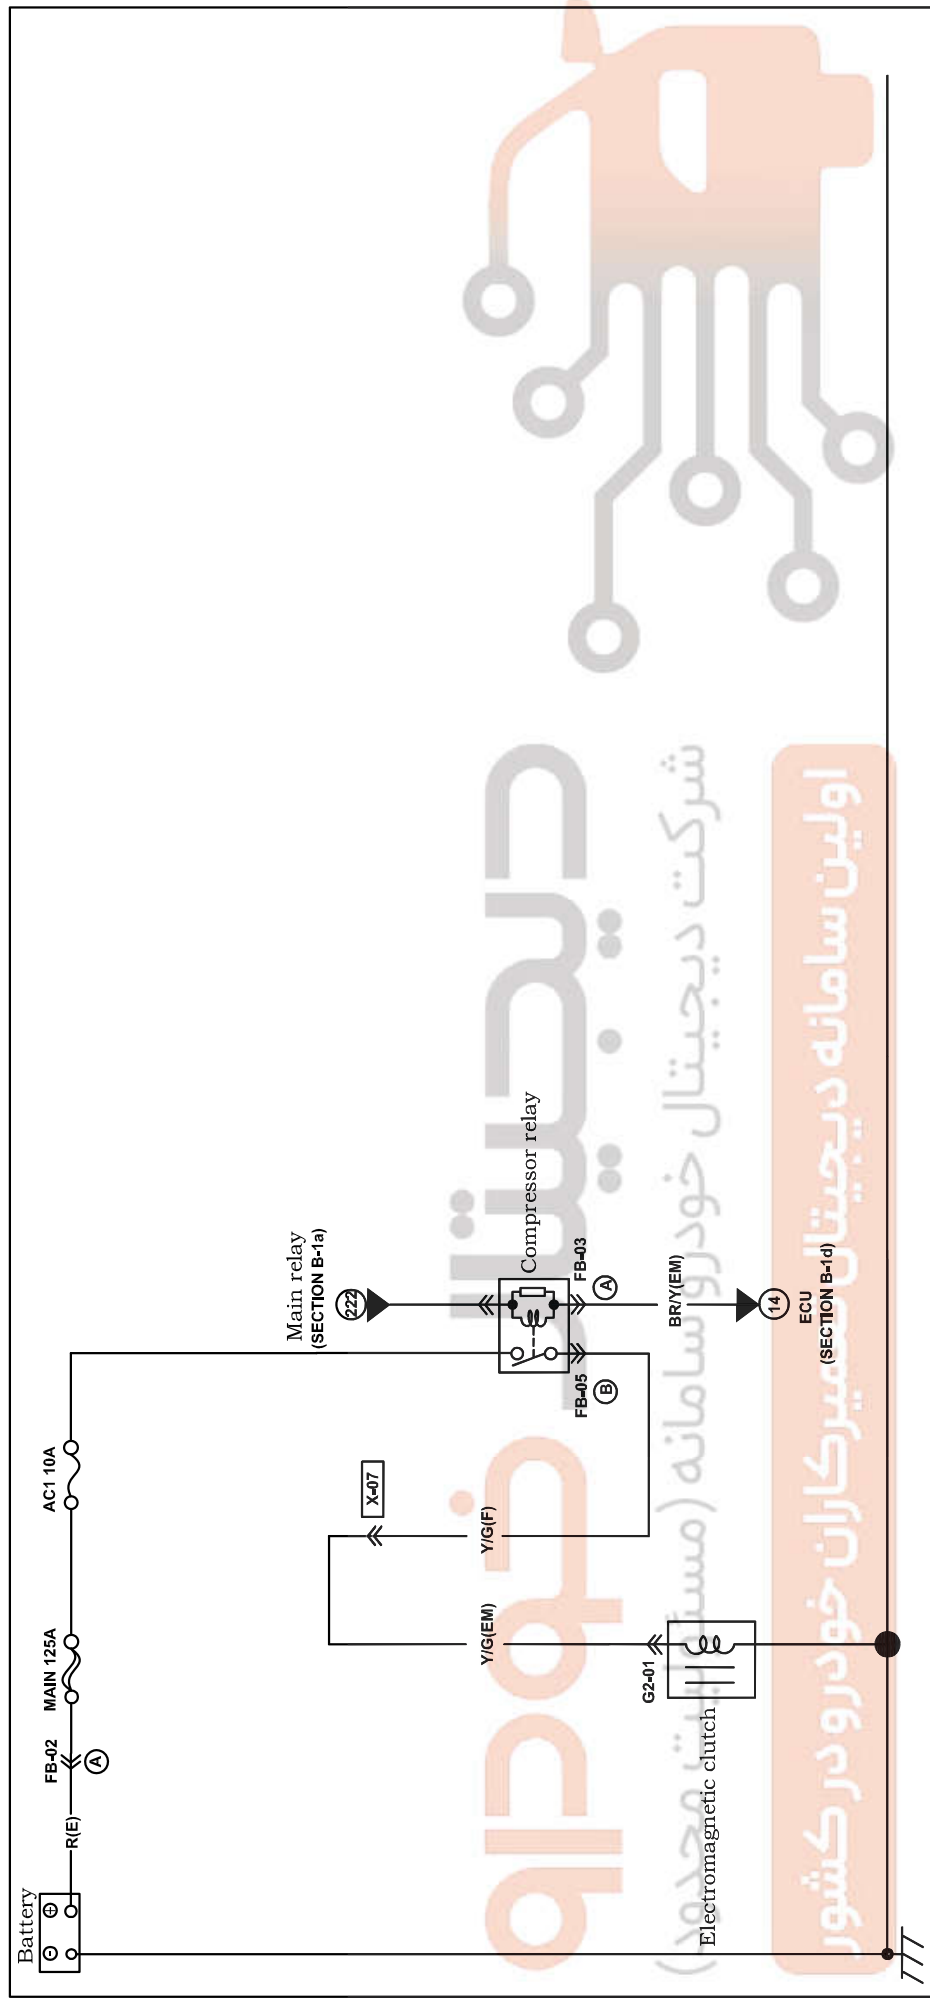 Battery
R(E)
FB-02
A
MAIN 125A
AC1 10A
Main relay
(SECTION B-1a)
222
X-07
Y/G(EM)
Y/G(F)
Compressor relay
FB-05
B
FB-03
A
BR/Y(EM)
14
ECU
(SECTION B-1d)
G2-01
Electromagnetic clutch
دیجیتال خودرو
شرکت دیجیتال خودرو سامانه (مسئولیت محدود)
اولین سامانه دیجیتال تعمیرکاران خودرو در کشور